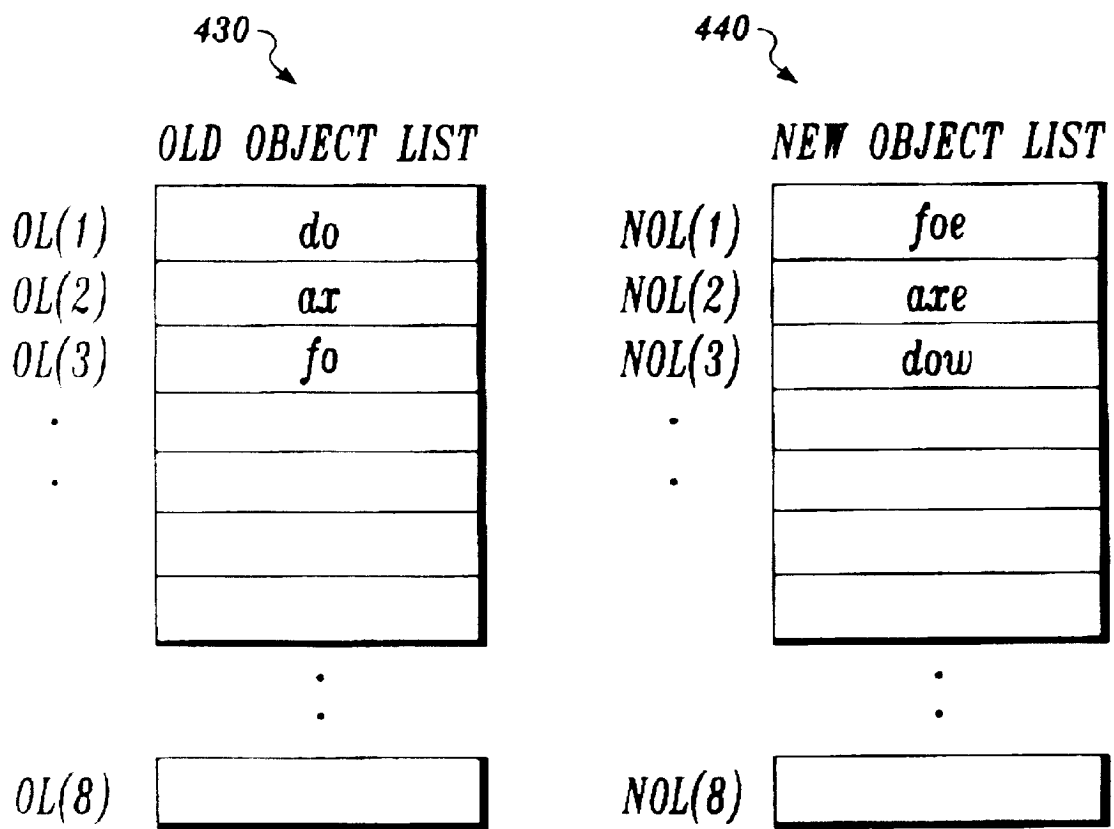 430
OLD OBJECT LIST
OL(1) do
OL(2) ax
OL(3) fo
OL(8)
440
NEW OBJECT LIST
NOL(1) foe
NOL(2) axe
NOL(3) dow
NOL(8)